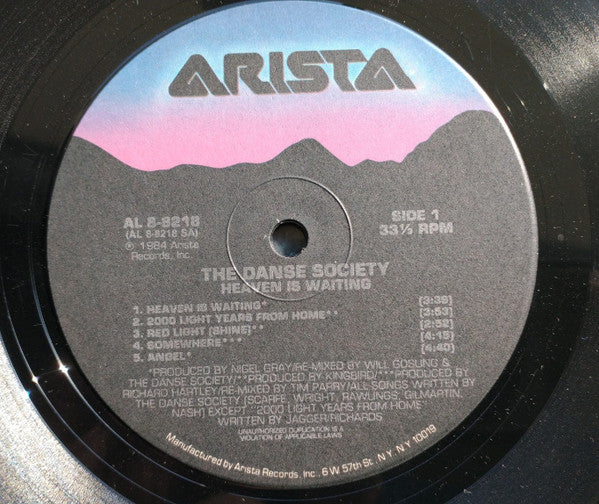 ARISTA
AL 8-8218
(AL 8-8218 SA)
℗ 1984 Arista
Records, Inc.
SIDE 1
33⅓ RPM
THE DANSE SOCIETY
HEAVEN IS WAITING
1. HEAVEN IS WAITING* [3:39]
2. 2000 LIGHT YEARS FROM HOME** [3:53]
3. RED LIGHT (SHINE)** [2:52]
4. SOMEWHERE*** [4:15]
5. ANGEL* [4:40]
*PRODUCED BY NIGEL GRAY/RE-MIXED BY WILL GOSLING &
THE DANSE SOCIETY/**PRODUCED BY KINGBIRD/***PRODUCED BY
RICHARD HARTLEY/RE-MIXED BY TIM PARRY/ALL SONGS WRITTEN BY
THE DANSE SOCIETY [SCARFE, WRIGHT, RAWLINGS, GILMARTIN,
NASH] EXCEPT "2000 LIGHT YEARS FROM HOME"
WRITTEN BY JAGGER/RICHARDS
UNAUTHORIZED DUPLICATION IS A
VIOLATION OF APPLICABLE LAWS
Manufactured by Arista Records, Inc., 6 W 57th St., N.Y., N.Y. 10019